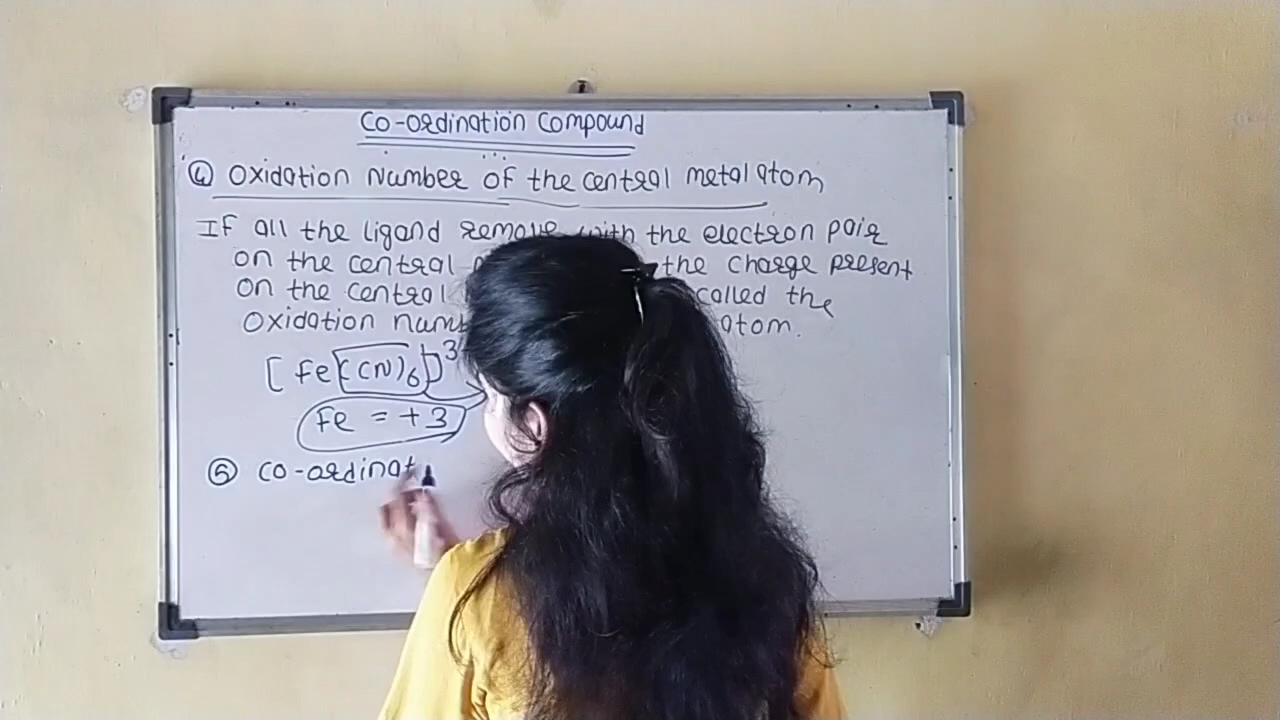 Co-ordination Compound
④ Oxidation Number of the central metal atom
If all the ligand remove with the electron pair
on the central the charge present
on the central called the
Oxidation atom.
[Fe(CN)6]3
Fe = +3
⑤ Co-ordinat